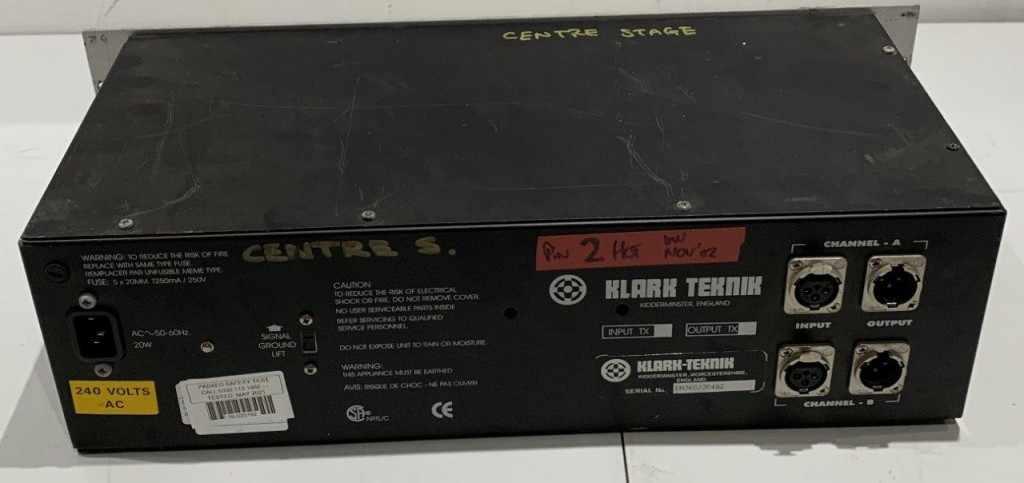 CENTRE STAGE
WARNING: TO REDUCE THE RISK OF FIRE
REPLACE WITH SAME TYPE FUSE.
REMPLACER PAR UNFUSIBLE MEME TYPE.
FUSE: 5 x 20MM. T250mA / 250V
CENTRE S.
PIN 2 HOT
NOV '02
CAUTION
TO REDUCE THE RISK OF ELECTRICAL
SHOCK OR FIRE, DO NOT REMOVE COVER.
NO USER SERVICEABLE PARTS INSIDE
REFER SERVICING TO QUALIFIED
SERVICE PERSONNEL.
DO NOT EXPOSE UNIT TO RAIN OR MOISTURE.
WARNING:
THIS APPLIANCE MUST BE EARTHED
AVIS: RISQUE DE CHOC - NE PAS OUVRIR
AC~50-60Hz.
20W
SIGNAL
GROUND
LIFT
240 VOLTS
AC
PASSED SAFETY TEST
TESTED: MAY 2021
NRTL/C
CE
KLARK TEKNIK
KIDDERMINSTER, ENGLAND
INPUT TX
OUTPUT TX
KLARK-TEKNIK
KIDDERMINSTER, WORCESTERSHIRE,
ENGLAND
SERIAL No.
CHANNEL - A
INPUT
OUTPUT
CHANNEL - B